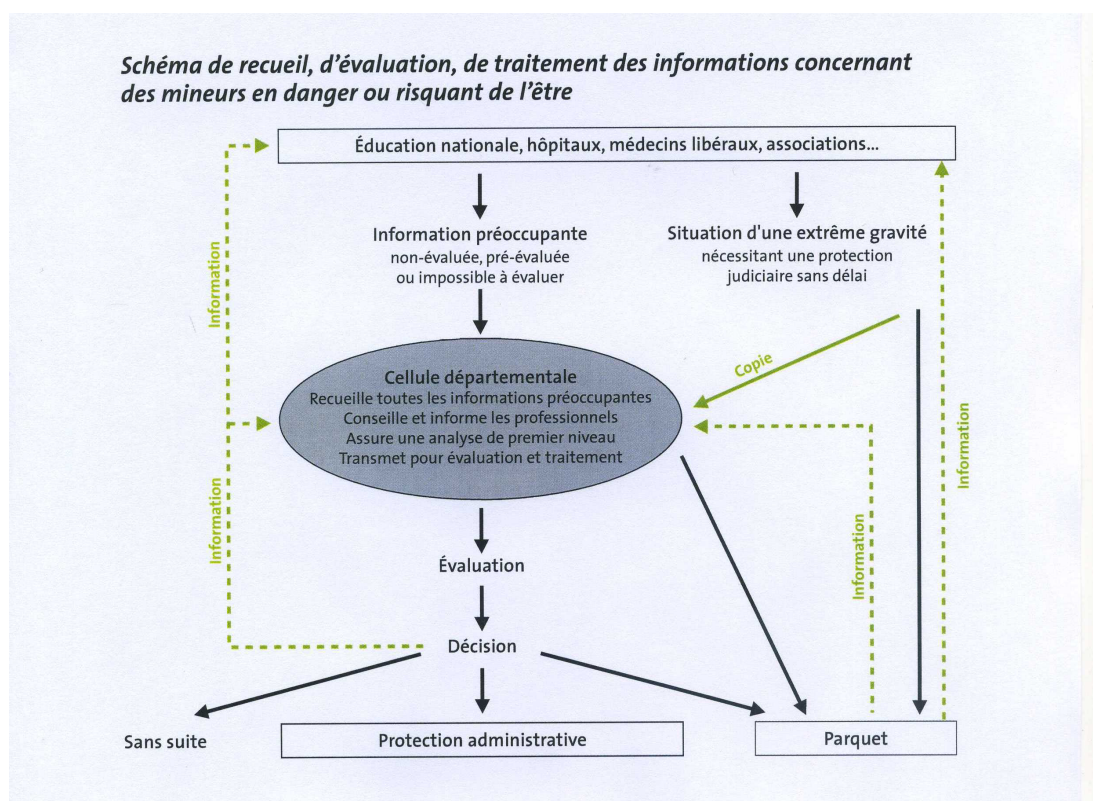 Schéma de recueil, d'évaluation, de traitement des informations concernant
des mineurs en danger ou risquant de l'être
Éducation nationale, hôpitaux, médecins libéraux, associations...
Information préoccupante
non-évaluée, pré-évaluée
ou impossible à évaluer
Situation d'une extrême gravité
nécessitant une protection
judiciaire sans délai
Information
Copie
Cellule départementale
Recueille toutes les informations préoccupantes
Conseille et informe les professionnels
Assure une analyse de premier niveau
Transmet pour évaluation et traitement
Information
Information
Information
Évaluation
Décision
Sans suite
Protection administrative
Parquet